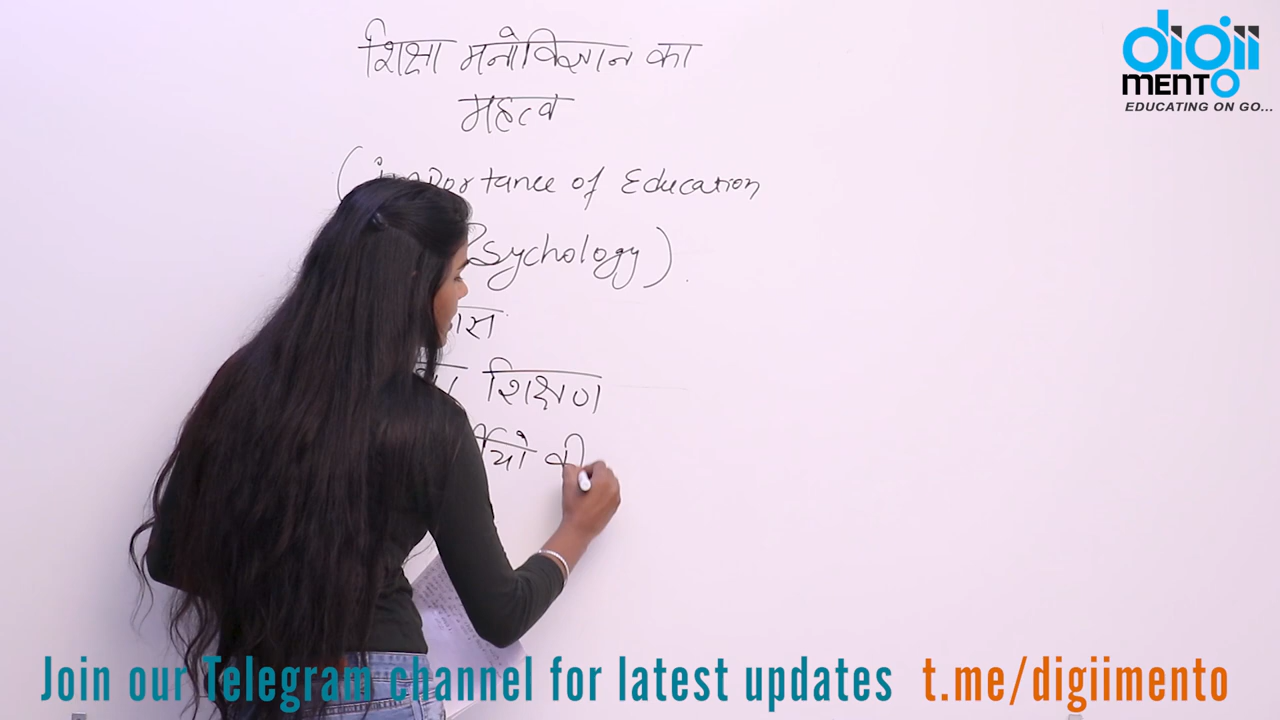 शिक्षा मनोविज्ञान का
महत्व
(importance of Education
Psychology)
शिक्षण
digii
MENTO
EDUCATING ON GO...
Join our Telegram channel for latest updates t.me/digiimento